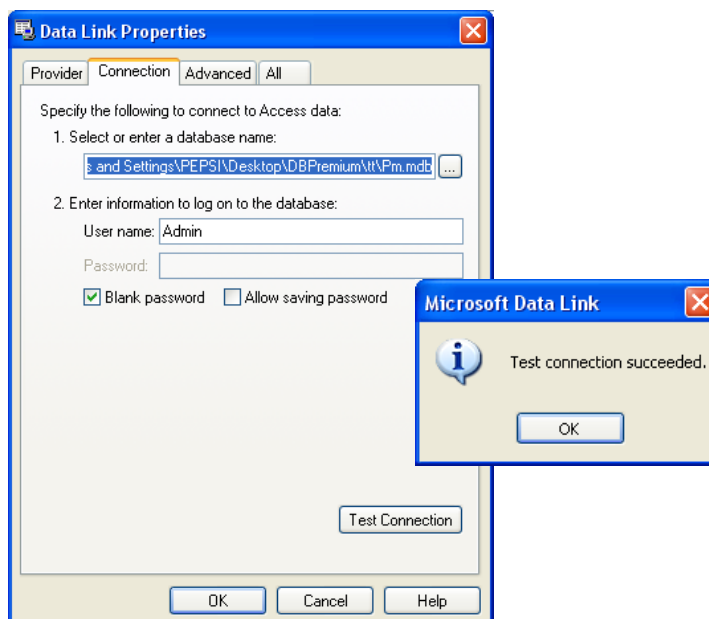 Data Link Properties
Provider Connection Advanced All
Specify the following to connect to Access data:
1. Select or enter a database name:
s and Settings\PEPSI\Desktop\DBPremium\tt\Pm.mdb ...
2. Enter information to log on to the database:
User name: Admin
Password:
Blank password Allow saving password
Microsoft Data Link
Test connection succeeded.
OK
Test Connection
OK Cancel Help